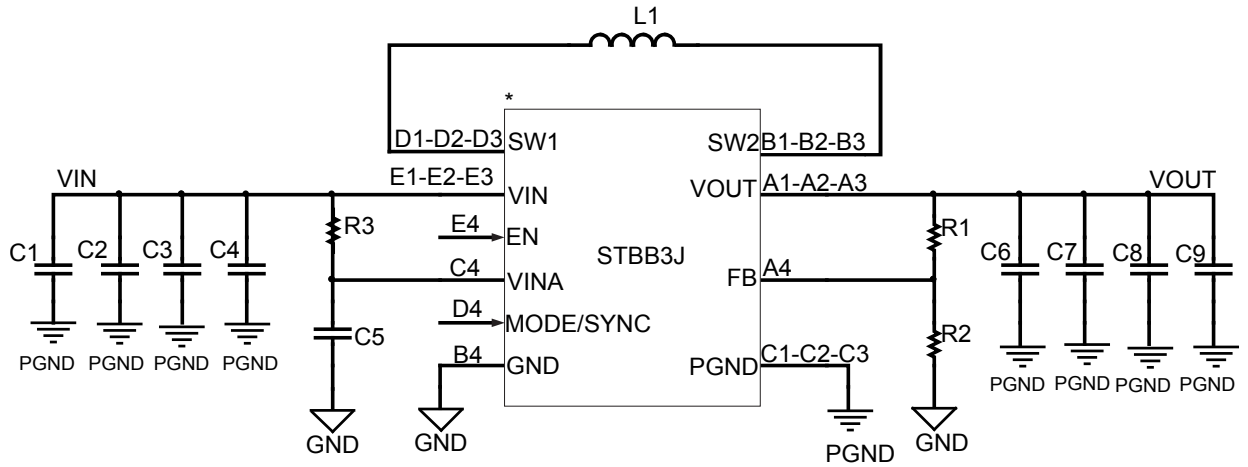 L1
*
D1-D2-D3 SW1 SW2 B1-B2-B3
VIN E1-E2-E3 VIN VOUT A1-A2-A3 VOUT
C1 C2 C3 C4 R3 E4 EN STBB3J R1 C6 C7 C8 C9
C4 VINA FB A4
D4 MODE/SYNC
C5 R2
B4 GND PGND C1-C2-C3
PGND PGND PGND PGND PGND PGND PGND PGND
GND GND PGND GND